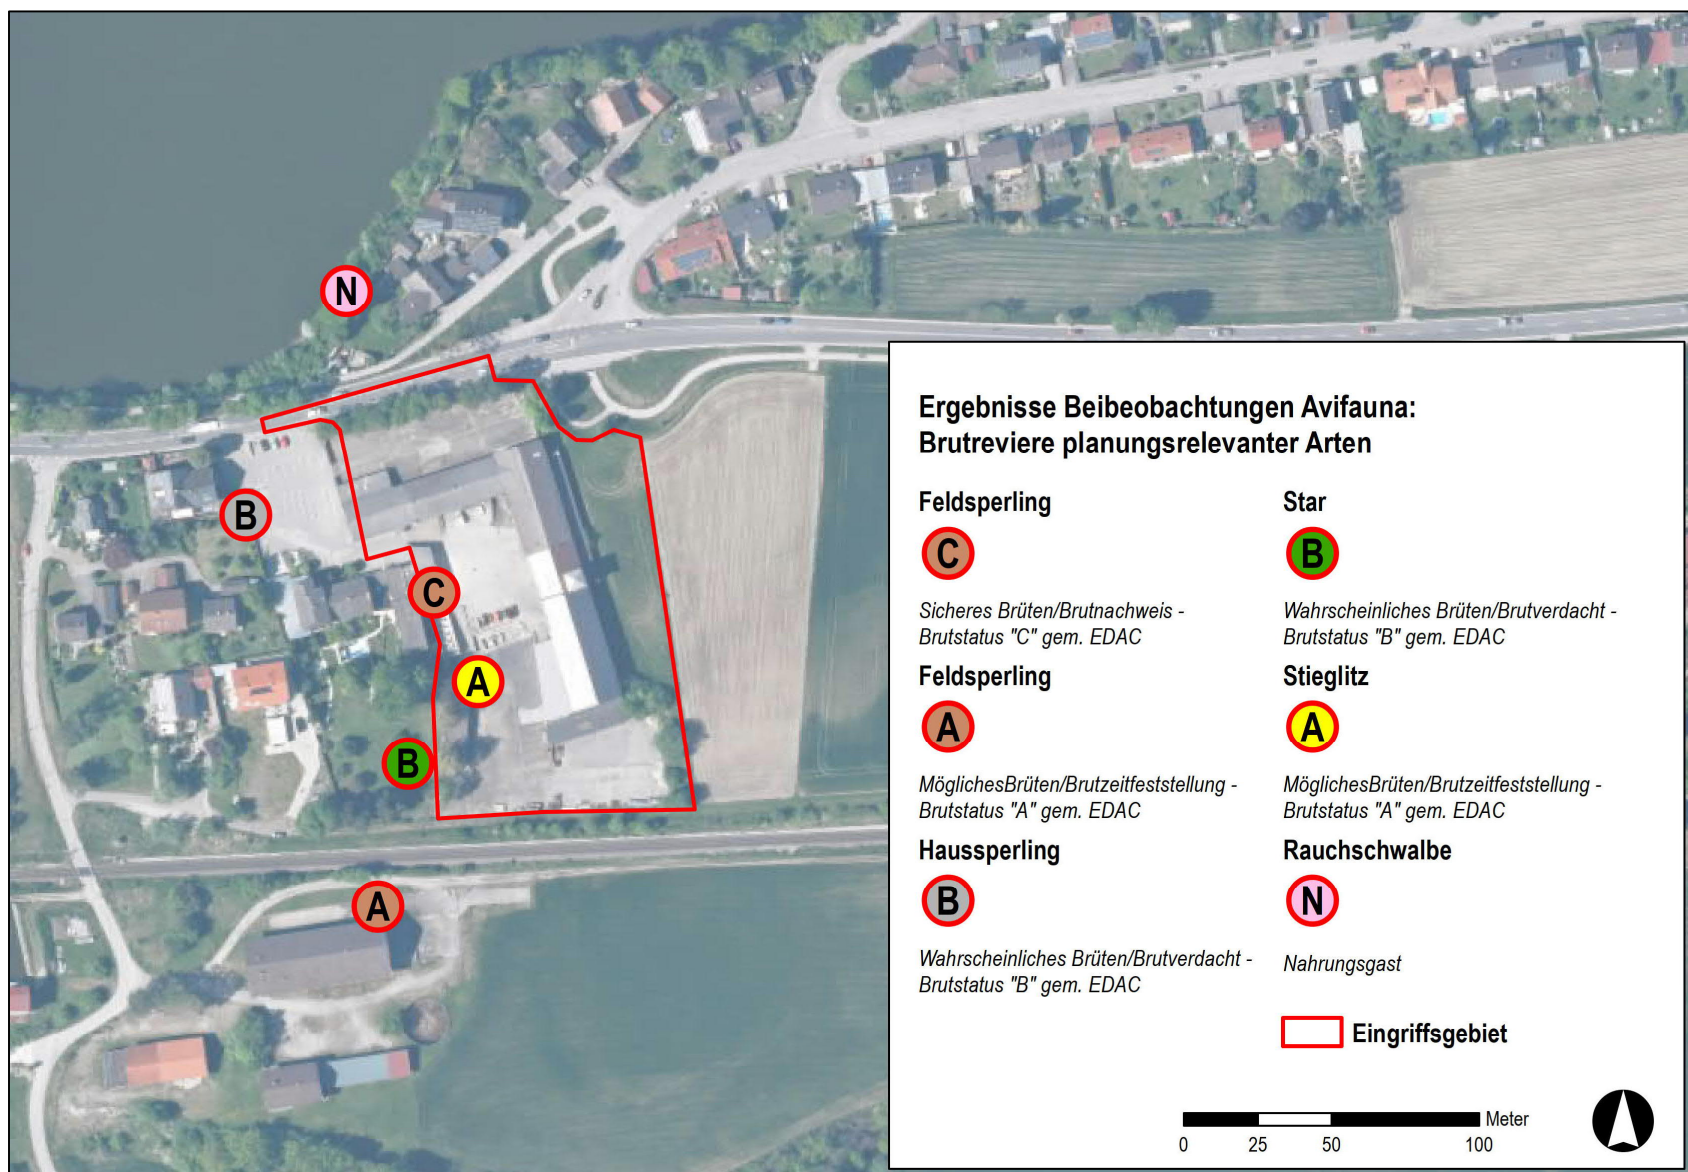 N
B
C
A
B
A
Ergebnisse Beibeobachtungen Avifauna:
Brutreviere planungsrelevanter Arten
Feldsperling
C
Sicheres Brüten/Brutnachweis -
Brutstatus "C" gem. EDAC
Star
B
Wahrscheinliches Brüten/Brutverdacht -
Brutstatus "B" gem. EDAC
Feldsperling
A
MöglichesBrüten/Brutzeitfeststellung -
Brutstatus "A" gem. EDAC
Stieglitz
A
MöglichesBrüten/Brutzeitfeststellung -
Brutstatus "A" gem. EDAC
Haussperling
B
Wahrscheinliches Brüten/Brutverdacht -
Brutstatus "B" gem. EDAC
Rauchschwalbe
N
Nahrungsgast
Eingriffsgebiet
Meter
0 25 50 100